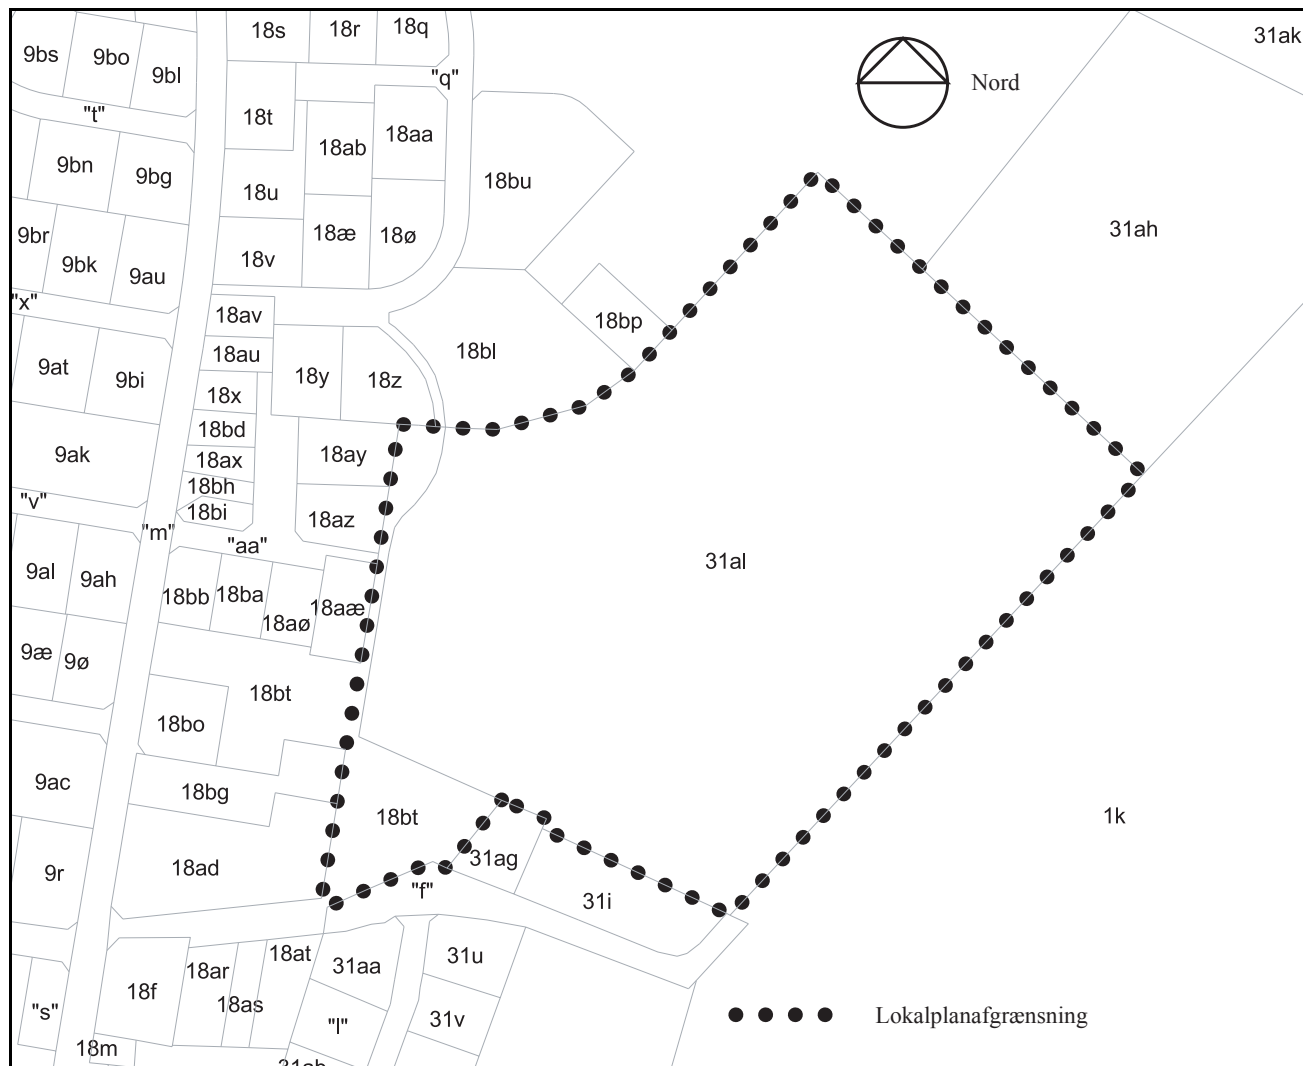 18s
18r
18q
31ak
9bs
9bo
9bl
"q"
Nord
"t"
18t
18ab
18aa
9bn
9bg
18u
18bu
9br
9bk
9au
18æ
18ø
18v
31ah
"x"
18av
18bp
18au
18bl
9at
9bi
18y
18z
18x
18bd
9ak
18ax
18ay
18bh
"v"
18bi
18az
"m"
"aa"
31al
9al
9ah
18bb
18ba
18aø
18aæ
9æ
9ø
18bt
18bo
9ac
18bg
18bt
1k
9r
18ad
31ag
"f"
31i
18at
31aa
31u
18ar
18f
18as
"s"
"l"
31v
Lokalplanafgrænsning
18m
31ab